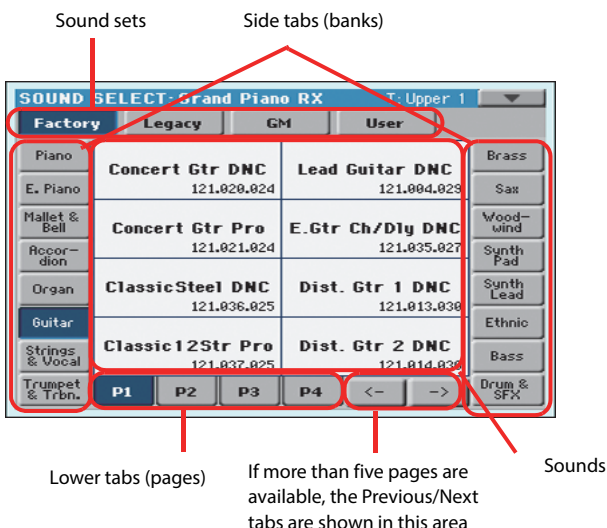 Sound sets
Side tabs (banks)
SOUND SELECT: Grand Piano RX
T: Upper 1
Factory
Legacy
GM
User
Piano
E. Piano
Mallet &
Bell
Accor-
dion
Organ
Guitar
Strings
& Vocal
Trumpet
& Trbn.
Concert Gtr DNC
121.020.024
Lead Guitar DNC
121.004.029
Concert Gtr Pro
121.021.024
E.Gtr Ch/Dly DNC
121.035.027
ClassicSteel DNC
121.036.025
Dist. Gtr 1 DNC
121.013.030
Classic12Str Pro
121.037.025
Dist. Gtr 2 DNC
121.014.030
Brass
Sax
Wood-
wind
Synth
Pad
Synth
Lead
Ethnic
Bass
Drum &
SFX
P1
P2
P3
P4
<-
->
Lower tabs (pages)
If more than five pages are
available, the Previous/Next
tabs are shown in this area
Sounds